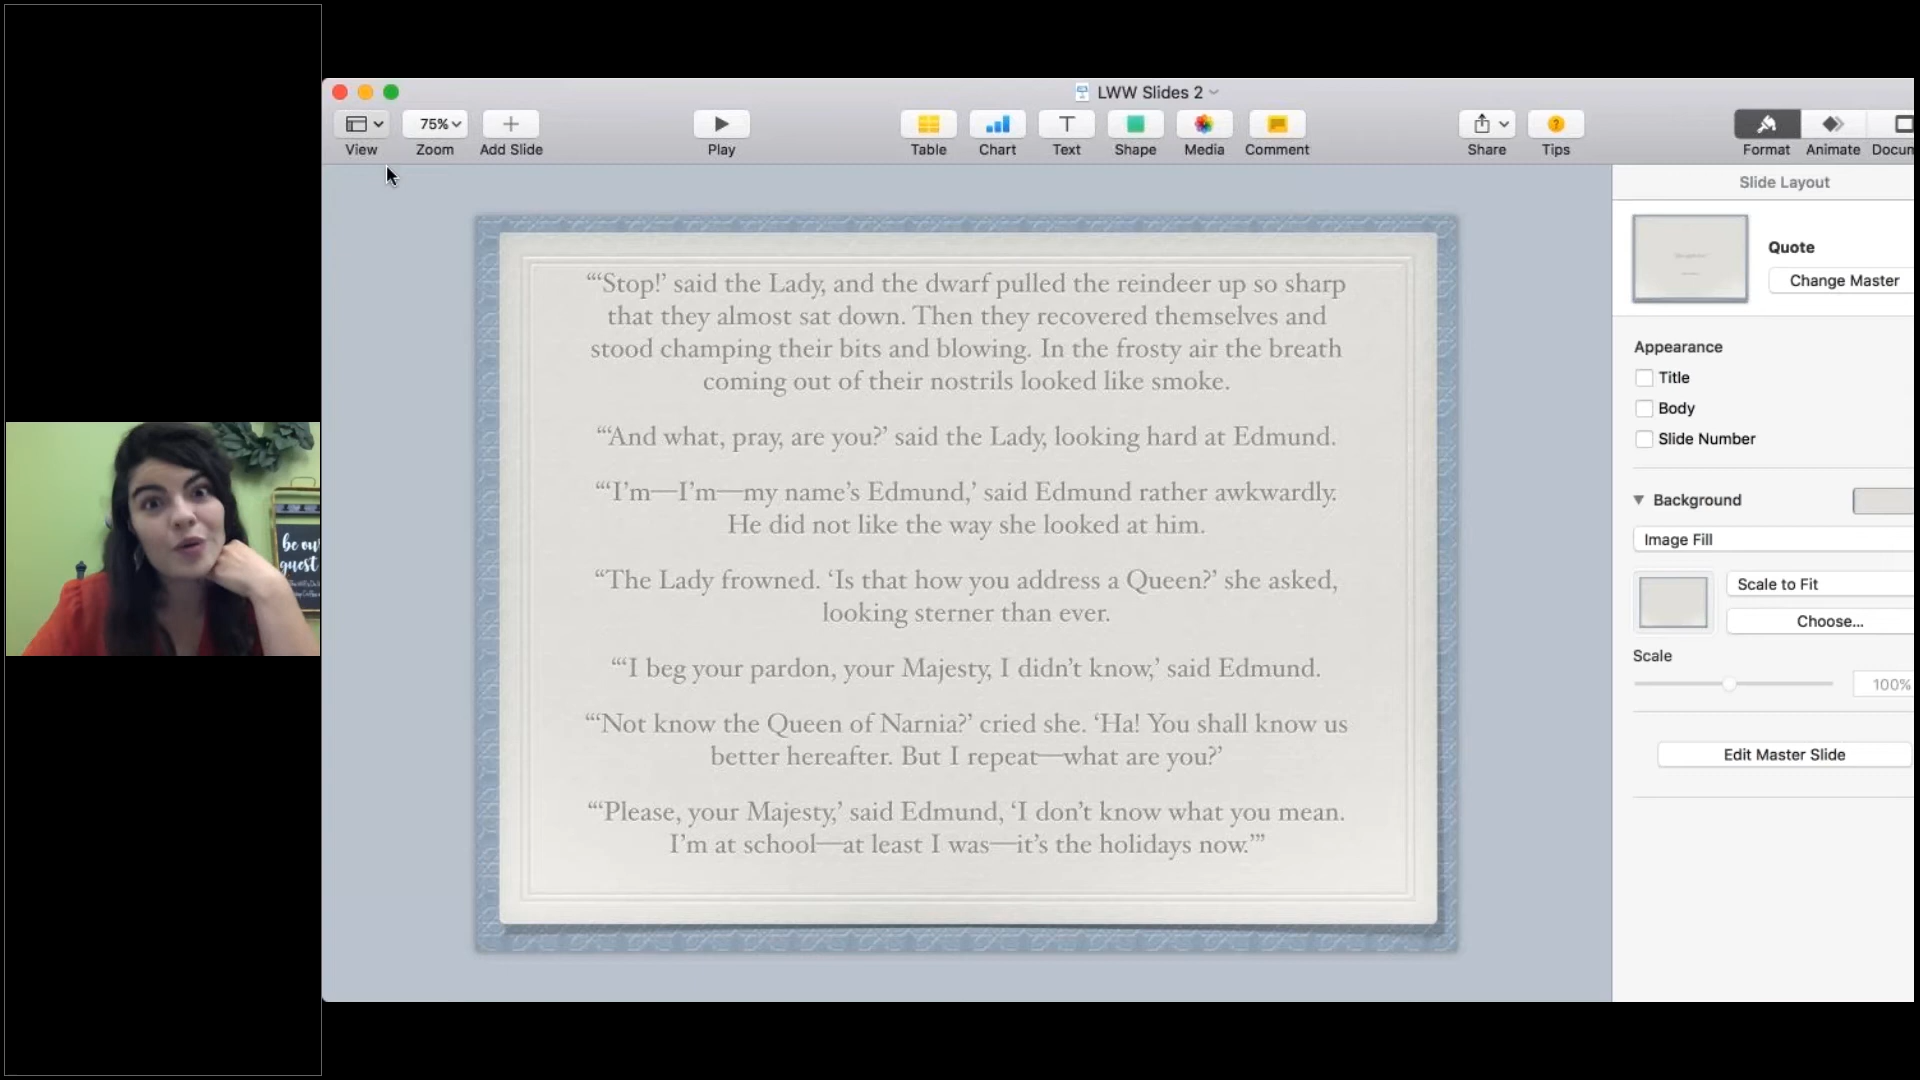 LWW Slides 2
75%
View
Zoom
Add Slide
Play
Table
Chart
Text
Shape
Media
Comment
Share
Tips
Format
Animate
Slide Layout
“‘Stop!’ said the Lady, and the dwarf pulled the reindeer up so sharp
that they almost sat down. Then they recovered themselves and
stood champing their bits and blowing. In the frosty air the breath
coming out of their nostrils looked like smoke.
“‘And what, pray, are you?’ said the Lady, looking hard at Edmund.
“‘I’m—I’m—my name’s Edmund,’ said Edmund rather awkwardly.
He did not like the way she looked at him.
“The Lady frowned. ‘Is that how you address a Queen?’ she asked,
looking sterner than ever.
“‘I beg your pardon, your Majesty, I didn’t know,’ said Edmund.
“‘Not know the Queen of Narnia?’ cried she. ‘Ha! You shall know us
better hereafter. But I repeat—what are you?’
“‘Please, your Majesty,’ said Edmund, ‘I don’t know what you mean.
I’m at school—at least I was—it’s the holidays now.’”
Quote
Change Master
Appearance
Title
Body
Slide Number
Background
Image Fill
Scale to Fit
Choose...
Scale
100%
Edit Master Slide
be our
guest